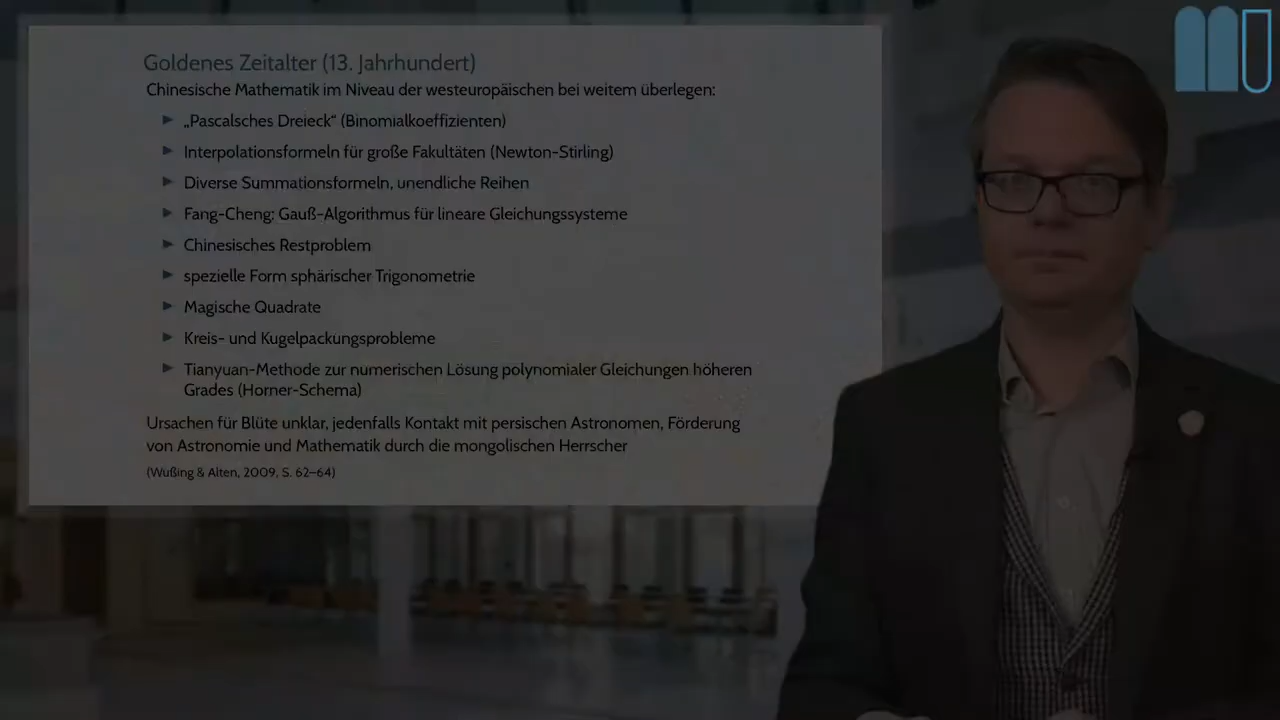 Goldenes Zeitalter (13. Jahrhundert)
Chinesische Mathematik im Niveau der westeuropäischen bei weitem überlegen:
► „Pascalsches Dreieck“ (Binomialkoeffizienten)
► Interpolationsformeln für große Fakultäten (Newton-Stirling)
► Diverse Summationsformeln, unendliche Reihen
► Fang-Cheng: Gauß-Algorithmus für lineare Gleichungssysteme
► Chinesisches Restproblem
► spezielle Form sphärischer Trigonometrie
► Magische Quadrate
► Kreis- und Kugelpackungsprobleme
► Tianyuan-Methode zur numerischen Lösung polynomialer Gleichungen höheren
Grades (Horner-Schema)
Ursachen für Blüte unklar, jedenfalls Kontakt mit persischen Astronomen, Förderung
von Astronomie und Mathematik durch die mongolischen Herrscher
(Wußing & Alten, 2009, S. 62–64)